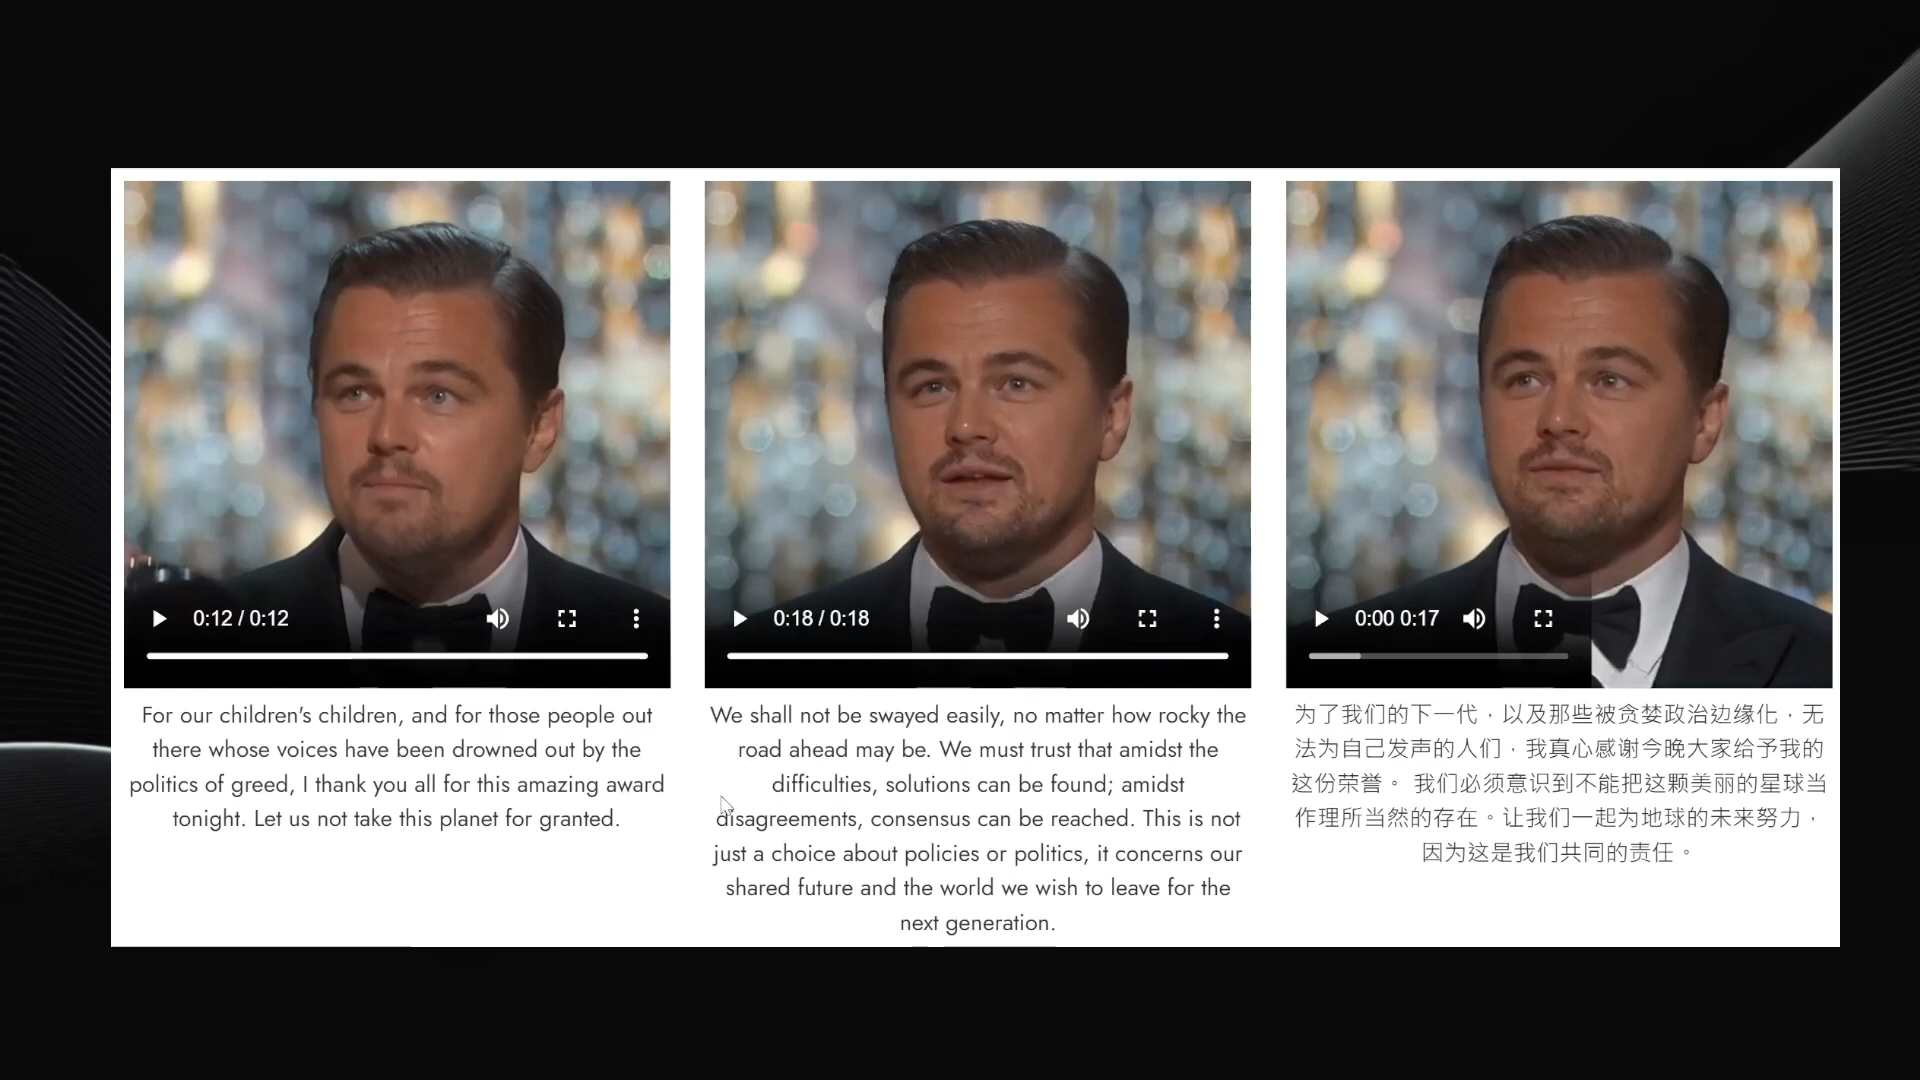 0:12 / 0:12
For our children's children, and for those people out
there whose voices have been drowned out by the
politics of greed, I thank you all for this amazing award
tonight. Let us not take this planet for granted.
0:18 / 0:18
We shall not be swayed easily, no matter how rocky the
road ahead may be. We must trust that amidst the
difficulties, solutions can be found; amidst
disagreements, consensus can be reached. This is not
just a choice about policies or politics, it concerns our
shared future and the world we wish to leave for the
next generation.
0:00 0:17
为了我们的下一代，以及那些被贪婪政治边缘化，无
法为自己发声的人们，我真心感谢今晚大家给予我的
这份荣誉。 我们必须意识到不能把这颗美丽的星球当
作理所当然的存在。让我们一起为地球的未来努力，
因为这是我们共同的责任。